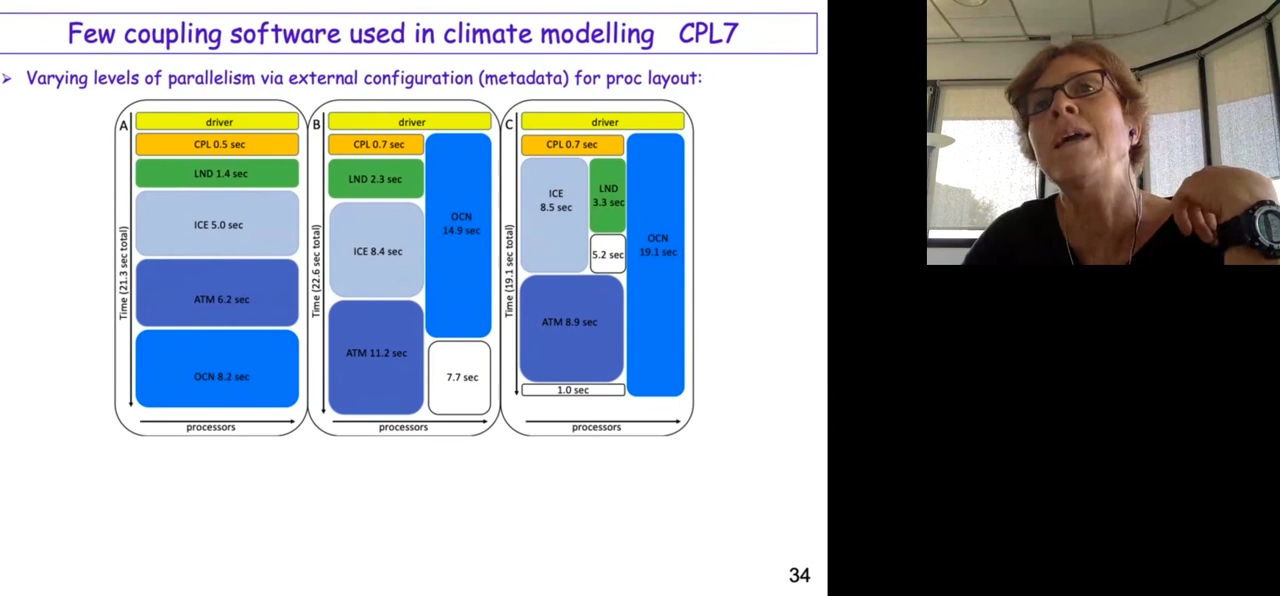 Few coupling software used in climate modelling CPL7
Varying levels of parallelism via external configuration (metadata) for proc layout:
A
driver
CPL 0.5 sec
LND 1.4 sec
ICE 5.0 sec
ATM 6.2 sec
OCN 8.2 sec
Time (21.3 sec total)
processors
B
driver
CPL 0.7 sec
LND 2.3 sec
ICE 8.4 sec
ATM 11.2 sec
OCN
14.9 sec
7.7 sec
Time (22.6 sec total)
processors
C
driver
CPL 0.7 sec
ICE
8.5 sec
LND
3.3 sec
5.2 sec
ATM 8.9 sec
1.0 sec
OCN
19.1 sec
Time (19.1 sec total)
processors
34